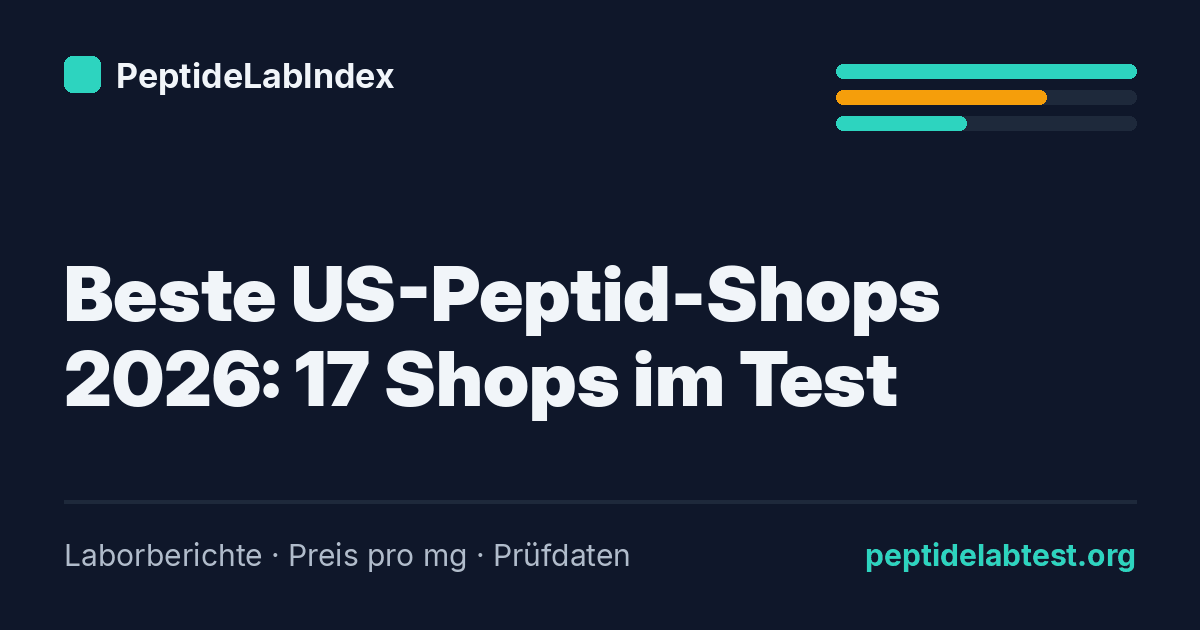 PeptideLabIndex
Beste US-Peptid-Shops
2026: 17 Shops im Test
Laborberichte · Preis pro mg · Prüfdaten
peptidelabtest.org